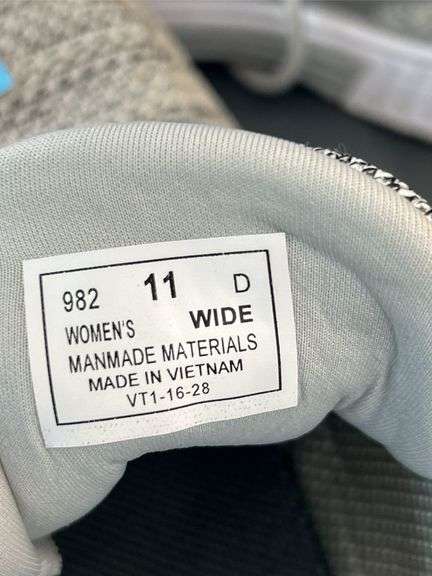 982 11 D
WOMEN'S WIDE
MANMADE MATERIALS
MADE IN VIETNAM
VT1-16-28